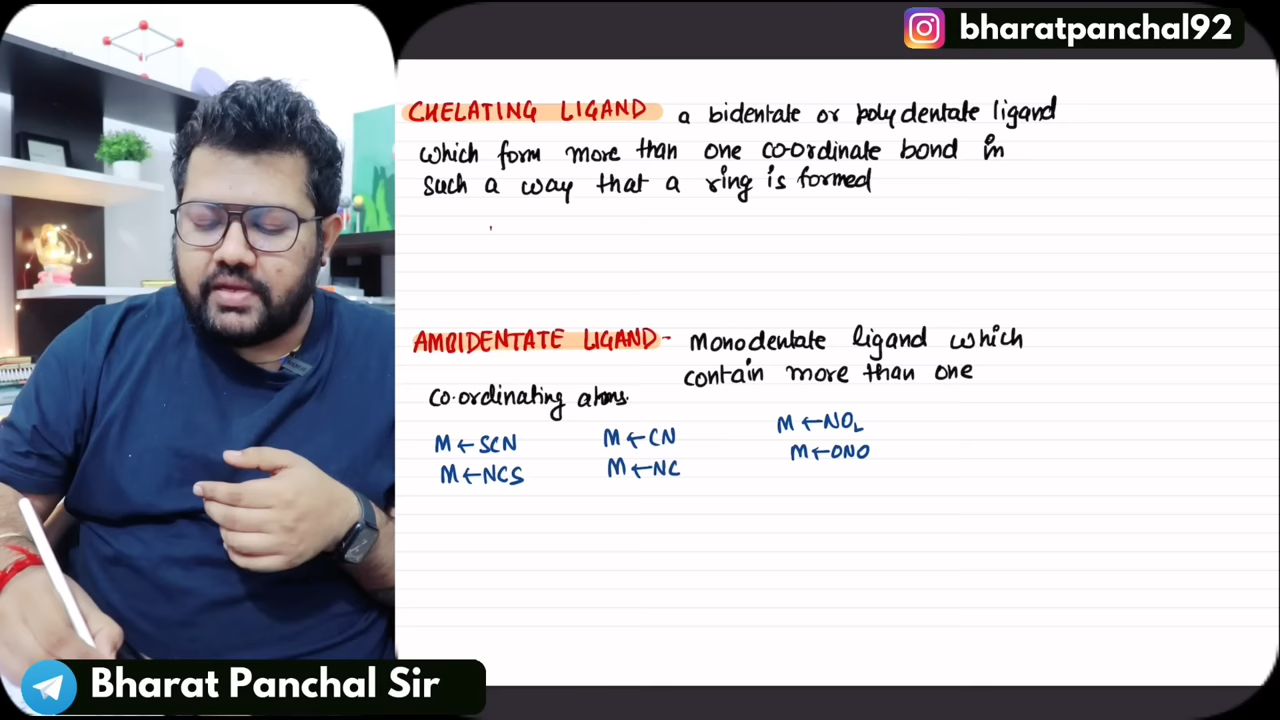 bharatpanchal92
CHELATING LIGAND a bidentate or polydentate ligand
which form more than one co-ordinate bond in
such a way that a ring is formed
AMBIDENTATE LIGAND- Monodentate ligand which
contain more than one
co.ordinating atoms.
M←SCN M←CN M←NO₂
M←NCS M←NC M←ONO
Bharat Panchal Sir